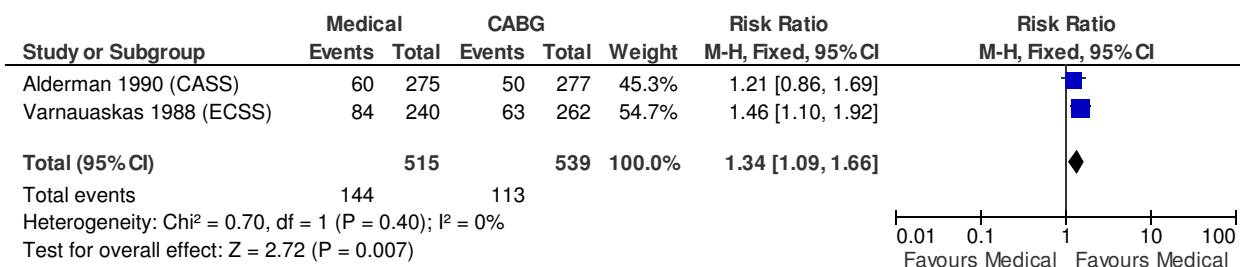 Medical CABG Risk Ratio Risk Ratio
Study or Subgroup Events Total Events Total Weight M-H, Fixed, 95% CI M-H, Fixed, 95% CI
Alderman 1990 (CASS) 60 275 50 277 45.3% 1.21 [0.86, 1.69]
Varnauaskas 1988 (ECSS) 84 240 63 262 54.7% 1.46 [1.10, 1.92]
Total (95% CI) 515 539 100.0% 1.34 [1.09, 1.66]
Total events 144 113
Heterogeneity: Chi² = 0.70, df = 1 (P = 0.40); I² = 0%
Test for overall effect: Z = 2.72 (P = 0.007)
0.01 0.1 1 10 100
Favours Medical Favours Medical